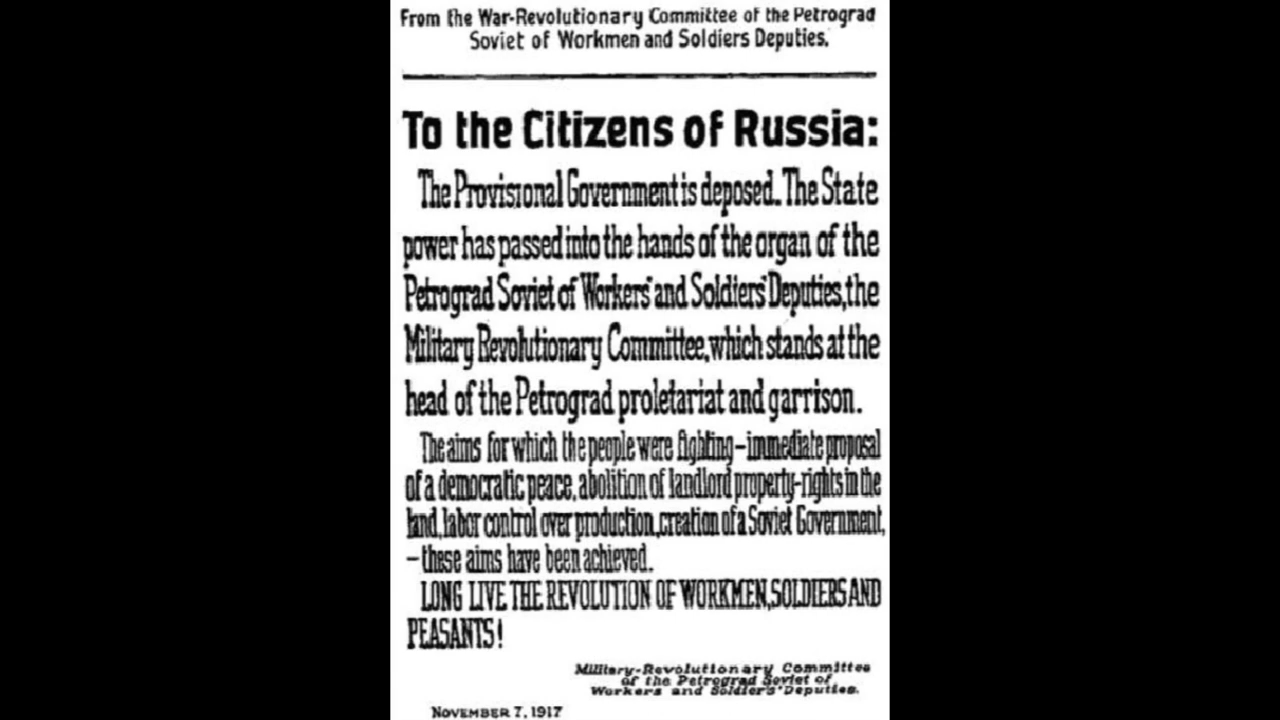 From the War-Revolutionary Committee of the Petrograd
Soviet of Workmen and Soldiers Deputies.
To the Citizens of Russia:
The Provisional Government is deposed. The State
power has passed into the hands of the organ of the
Petrograd Soviet of Workers' and Soldiers' Deputies, the
Military Revolutionary Committee, which stands at the
head of the Petrograd proletariat and garrison.
The aims for which the people were fighting—immediate proposal
of a democratic peace, abolition of landlord property-rights in the
land, labor control over production, creation of a Soviet Government,
—these aims have been achieved.
LONG LIVE THE REVOLUTION OF WORKMEN, SOLDIERS AND
PEASANTS!
Military-Revolutionary Committee
of the Petrograd Soviet of
Workers and Soldiers' Deputies.
NOVEMBER 7, 1917